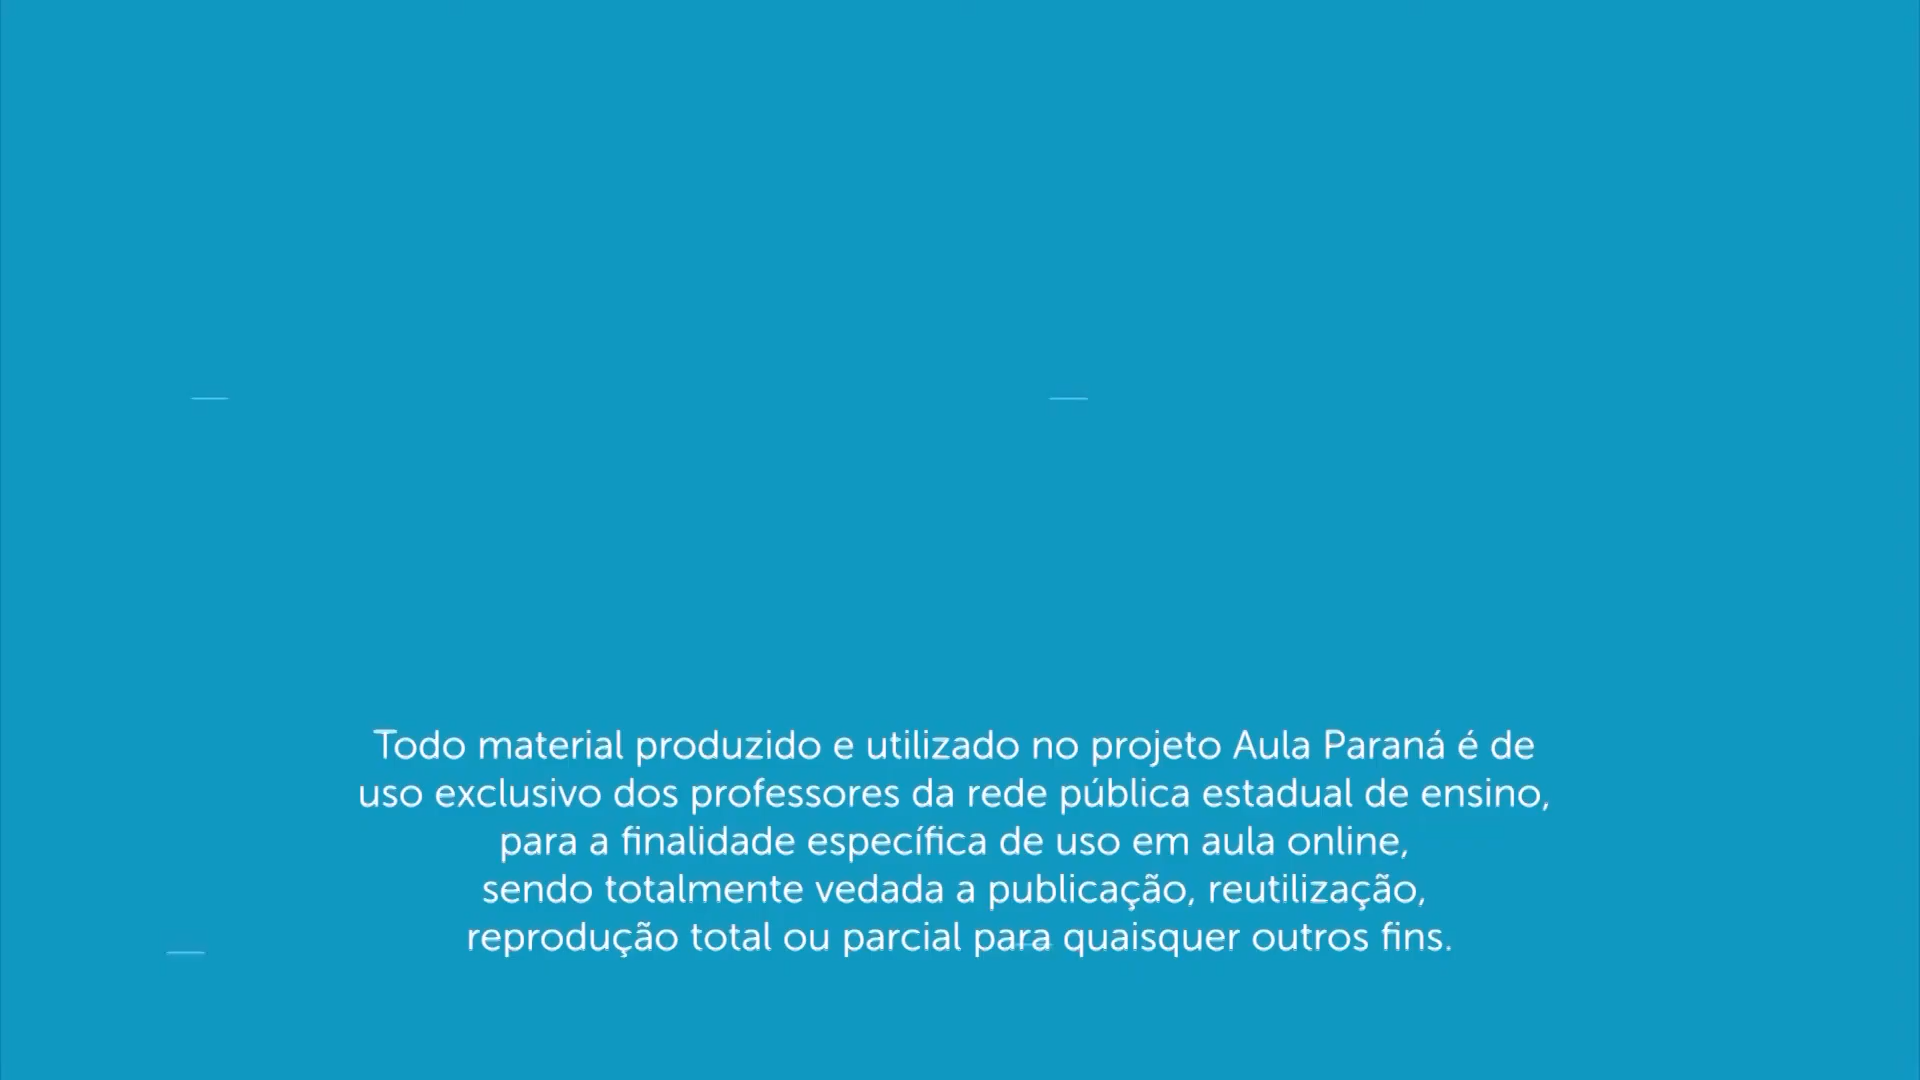 Todo material produzido e utilizado no projeto Aula Paraná é de
uso exclusivo dos professores da rede pública estadual de ensino,
para a finalidade específica de uso em aula online,
sendo totalmente vedada a publicação, reutilização,
reprodução total ou parcial para quaisquer outros fins.